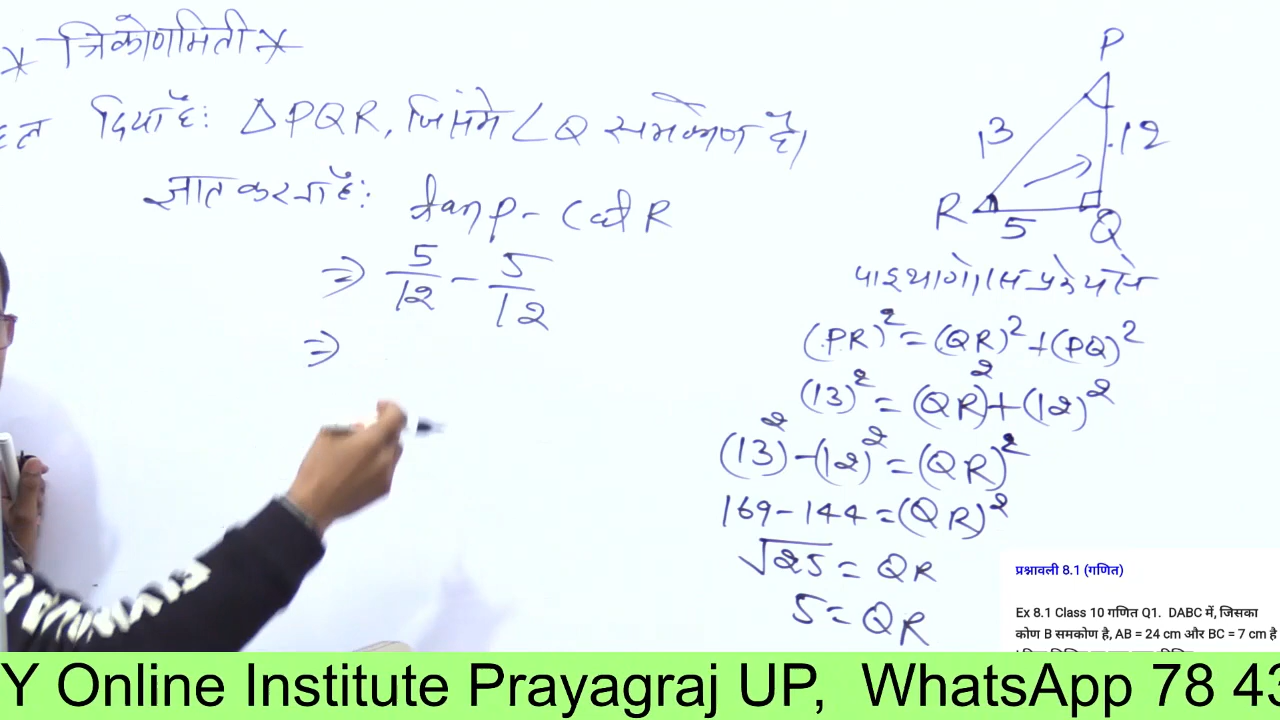 * त्रिकोणमिती *
हल दिया है: △PQR, जिसमे ∠Q समकोण है।
ज्ञात करना है: tan P - Cot R
⇒ 5/12 - 5/12
⇒
P
13
12
R
5
Q
पाइथागोरस प्रमेय से
(PR)² = (QR)² + (PQ)²
(13)² = (QR)² + (12)²
(13)² - (12)² = (QR)²
169 - 144 = (QR)²
√25 = QR
5 = QR
प्रश्नावली 8.1 (गणित)
Ex 8.1 Class 10 गणित Q1. DABC में, जिसका
कोण B समकोण है, AB = 24 cm और BC = 7 cm है
Y Online Institute Prayagraj UP, WhatsApp 78 43